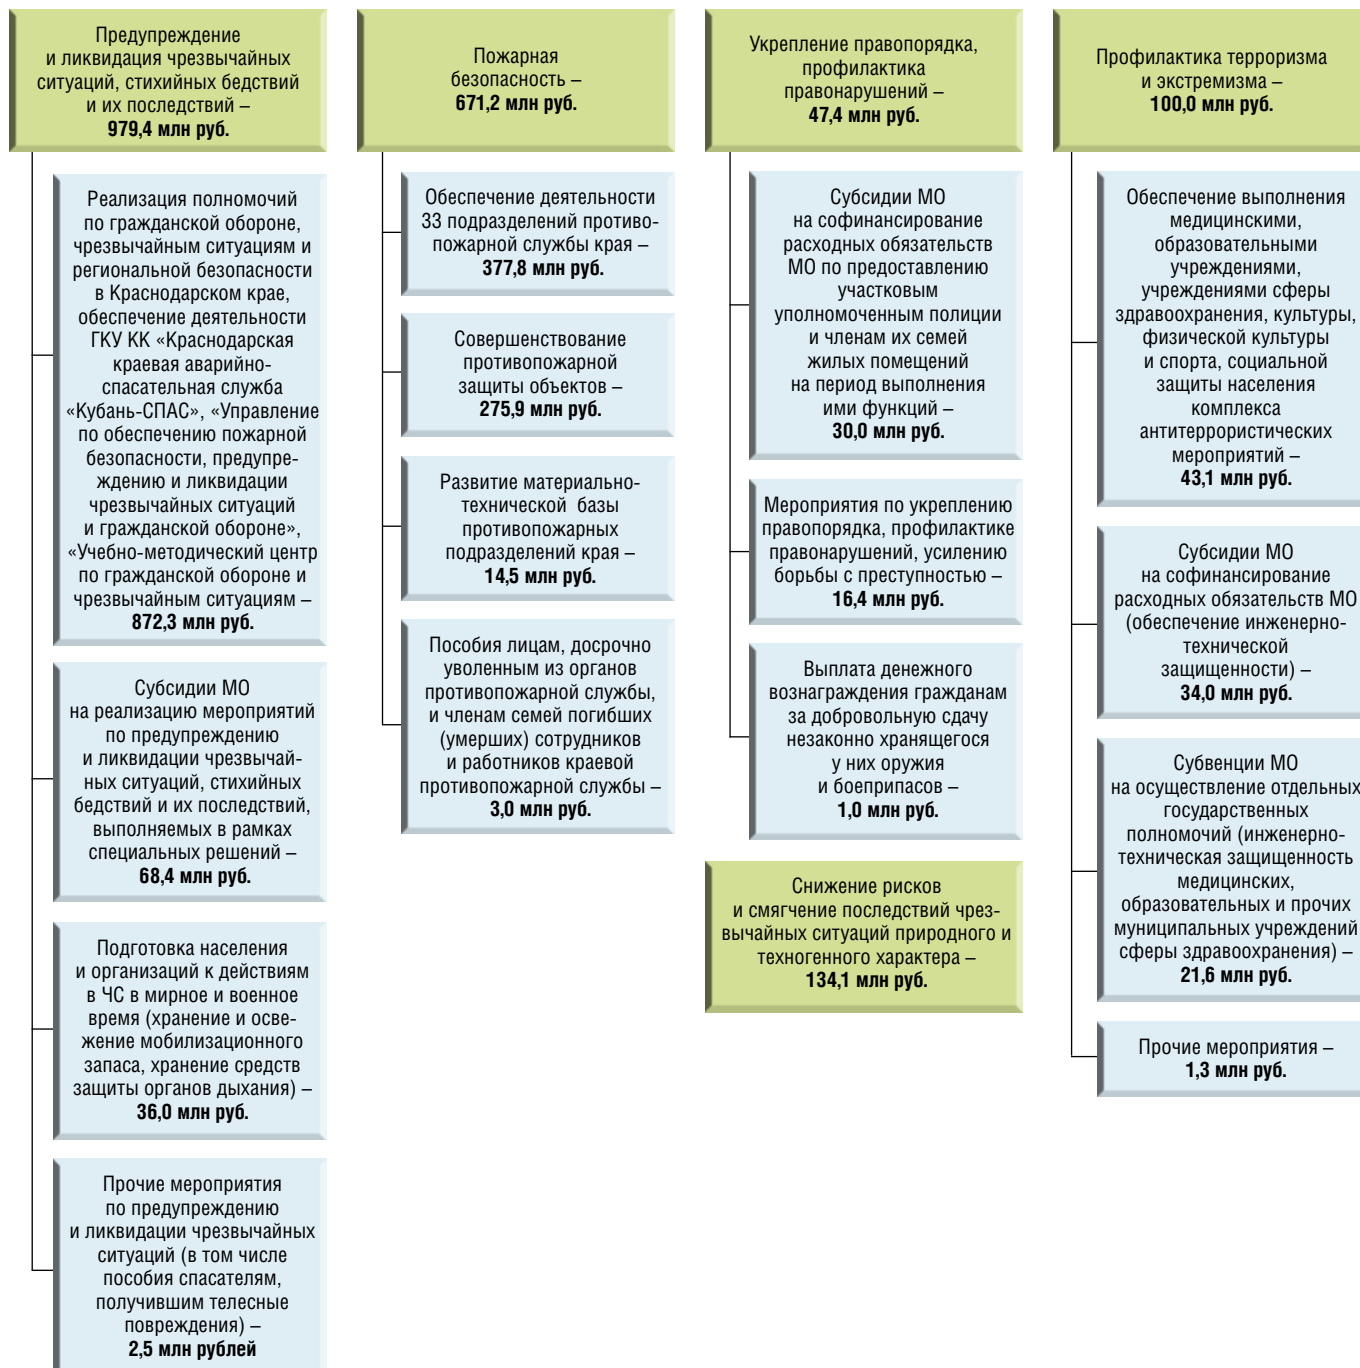 Предупреждение
и ликвидация чрезвычайных
ситуаций, стихийных бедствий
и их последствий –
979,4 млн руб.
Реализация полномочий
по гражданской обороне,
чрезвычайным ситуациям и
региональной безопасности
в Краснодарском крае,
обеспечение деятельности
ГКУ КК «Краснодарская
краевая аварийно-
спасательная служба
«Кубань-СПАС», «Управление
по обеспечению пожарной
безопасности, предупре-
ждению и ликвидации
чрезвычайных ситуаций
и гражданской обороне»,
«Учебно-методический центр
по гражданской обороне и
чрезвычайным ситуациям –
872,3 млн руб.
Субсидии МО
на реализацию мероприятий
по предупреждению
и ликвидации чрезвычай-
ных ситуаций, стихийных
бедствий и их последствий,
выполняемых в рамках
специальных решений –
68,4 млн руб.
Подготовка населения
и организаций к действиям
в ЧС в мирное и военное
время (хранение и осве-
жение мобилизационного
запаса, хранение средств
защиты органов дыхания) –
36,0 млн руб.
Прочие мероприятия
по предупреждению
и ликвидации чрезвычайных
ситуаций (в том числе
пособия спасателям,
получившим телесные
повреждения) –
2,5 млн рублей
Пожарная
безопасность –
671,2 млн руб.
Обеспечение деятельности
33 подразделений противо-
пожарной службы края –
377,8 млн руб.
Совершенствование
противопожарной
защиты объектов –
275,9 млн руб.
Развитие материально-
технической базы
противопожарных
подразделений края –
14,5 млн руб.
Пособия лицам, досрочно
уволенным из органов
противопожарной службы,
и членам семей погибших
(умерших) сотрудников
и работников краевой
противопожарной службы –
3,0 млн руб.
Укрепление правопорядка,
профилактика
правонарушений –
47,4 млн руб.
Субсидии МО
на софинансирование
расходных обязательств
МО по предоставлению
участковым
уполномоченным полиции
и членам их семей
жилых помещений
на период выполнения
ими функций –
30,0 млн руб.
Мероприятия по укреплению
правопорядка, профилактике
правонарушений, усилению
борьбы с преступностью –
16,4 млн руб.
Выплата денежного
вознаграждения гражданам
за добровольную сдачу
незаконно хранящегося
у них оружия
и боеприпасов –
1,0 млн руб.
Снижение рисков
и смягчение последствий чрез-
вычайных ситуаций природного и
техногенного характера –
134,1 млн руб.
Профилактика терроризма
и экстремизма –
100,0 млн руб.
Обеспечение выполнения
медицинскими,
образовательными
учреждениями,
учреждениями сферы
здравоохранения, культуры,
физической культуры
и спорта, социальной
защиты населения
комплекса
антитеррористических
мероприятий –
43,1 млн руб.
Субсидии МО
на софинансирование
расходных обязательств МО
(обеспечение инженерно-
технической
защищенности) –
34,0 млн руб.
Субвенции МО
на осуществление отдельных
государственных
полномочий (инженерно-
техническая защищенность
медицинских,
образовательных и прочих
муниципальных учреждений
сферы здравоохранения) –
21,6 млн руб.
Прочие мероприятия –
1,3 млн руб.